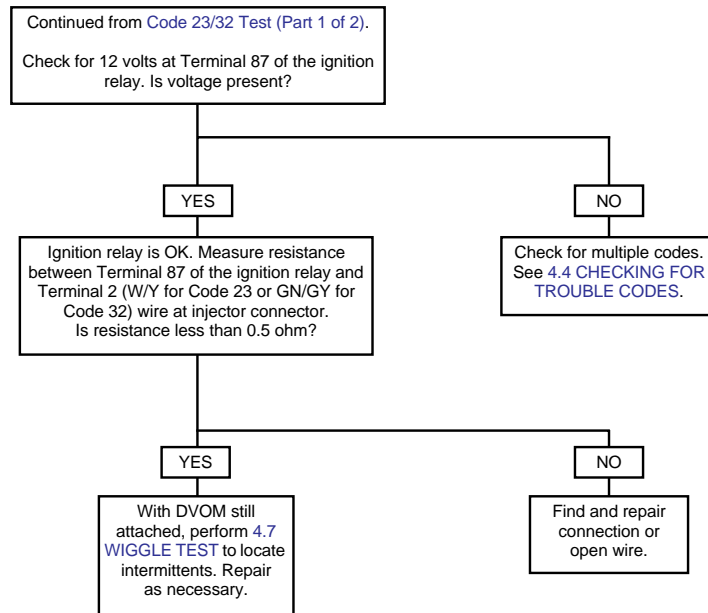 Continued from Code 23/32 Test (Part 1 of 2).
Check for 12 volts at Terminal 87 of the ignition
relay. Is voltage present?
YES
NO
Ignition relay is OK. Measure resistance
between Terminal 87 of the ignition relay and
Terminal 2 (W/Y for Code 23 or GN/GY for
Code 32) wire at injector connector.
Is resistance less than 0.5 ohm?
Check for multiple codes.
See 4.4 CHECKING FOR
TROUBLE CODES.
YES
NO
With DVOM still
attached, perform 4.7
WIGGLE TEST to locate
intermittents. Repair
as necessary.
Find and repair
connection or
open wire.